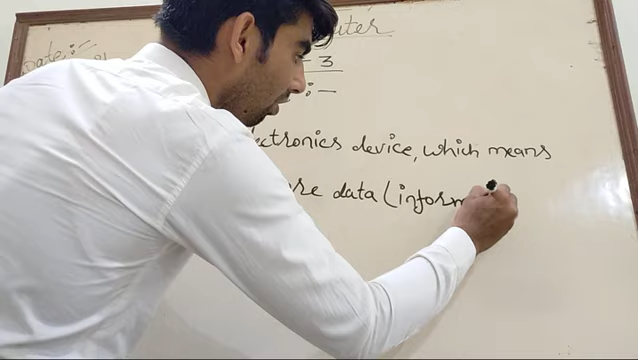 Date:-
uter
- 3
:-
ectronics device, which means
re data (inform